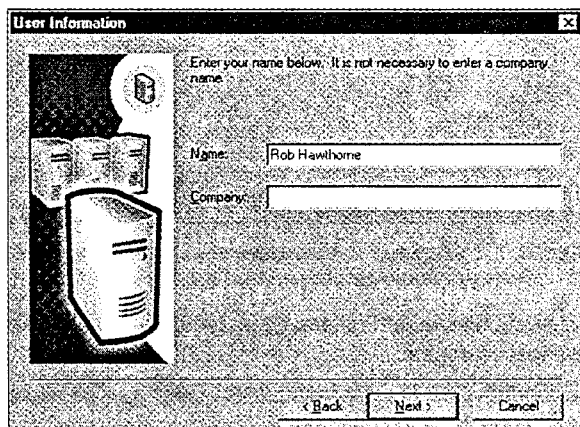 User Information
Enter your name below. It is not necessary to enter a company
name.
Name: Rob Hawthorne
Company:
< Back Next > Cancel